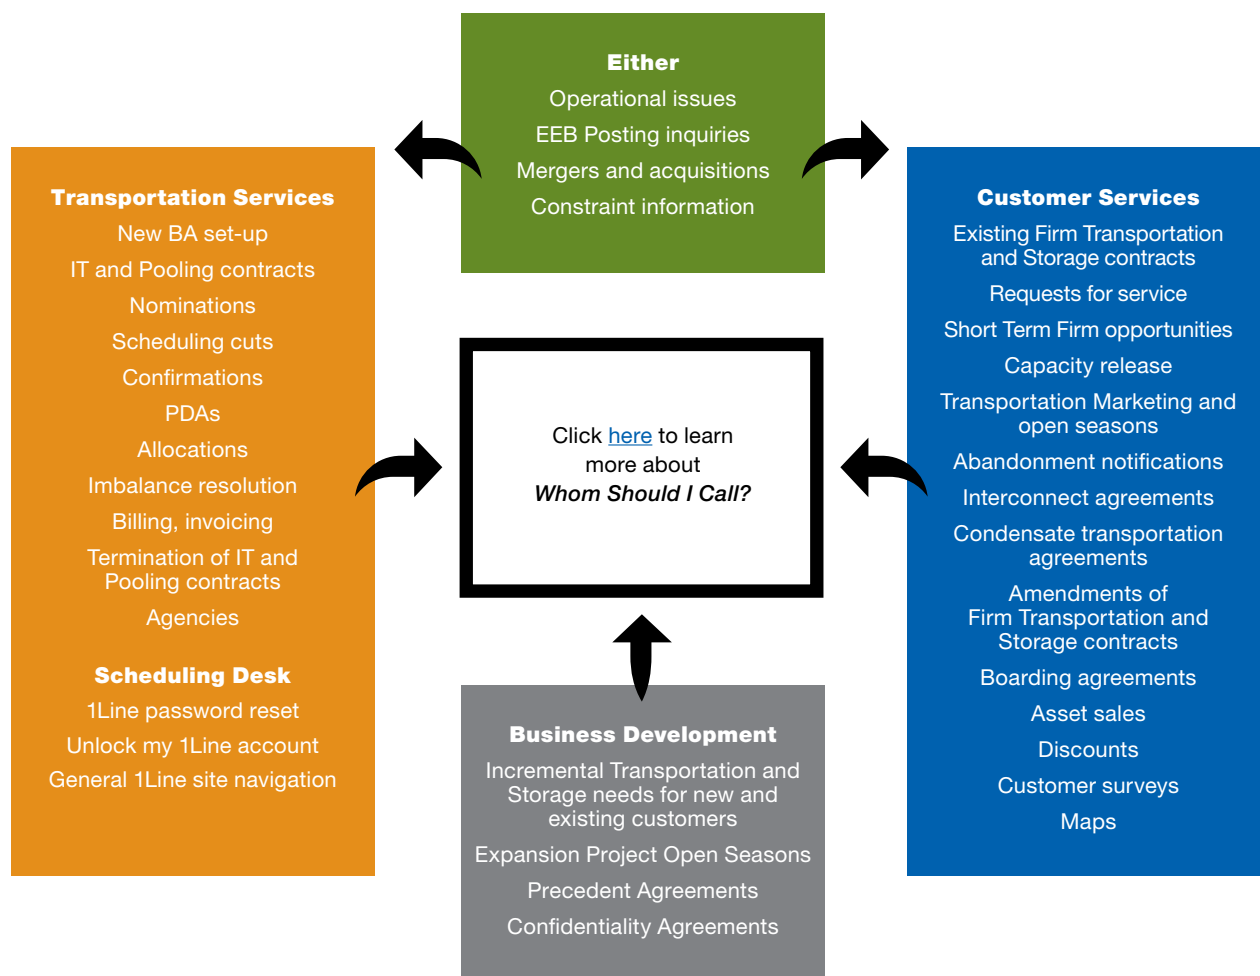 Either
Operational issues
EEB Posting inquiries
Mergers and acquisitions
Constraint information
Transportation Services
New BA set-up
IT and Pooling contracts
Nominations
Scheduling cuts
Confirmations
PDAs
Allocations
Imbalance resolution
Billing, invoicing
Termination of IT and
Pooling contracts
Agencies
Scheduling Desk
1Line password reset
Unlock my 1Line account
General 1Line site navigation
Click here to learn
more about
Whom Should I Call?
Customer Services
Existing Firm Transportation
and Storage contracts
Requests for service
Short Term Firm opportunities
Capacity release
Transportation Marketing and
open seasons
Abandonment notifications
Interconnect agreements
Condensate transportation
agreements
Amendments of
Firm Transportation and
Storage contracts
Boarding agreements
Asset sales
Discounts
Customer surveys
Maps
Business Development
Incremental Transportation and
Storage needs for new and
existing customers
Expansion Project Open Seasons
Precedent Agreements
Confidentiality Agreements